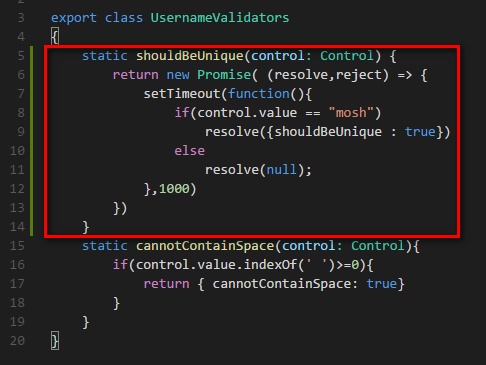 3 export class UsernameValidators
4 {
5     static shouldBeUnique(control: Control) {
6         return new Promise( (resolve,reject) => {
7             setTimeout(function(){
8                 if(control.value == "mosh")
9                     resolve({shouldBeUnique : true})
10                 else
11                     resolve(null);
12             },1000)
13         })
14     }
15     static cannotContainSpace(control: Control){
16         if(control.value.indexOf(' ')>=0){
17             return { cannotContainSpace: true}
18         }
19     }
20 }